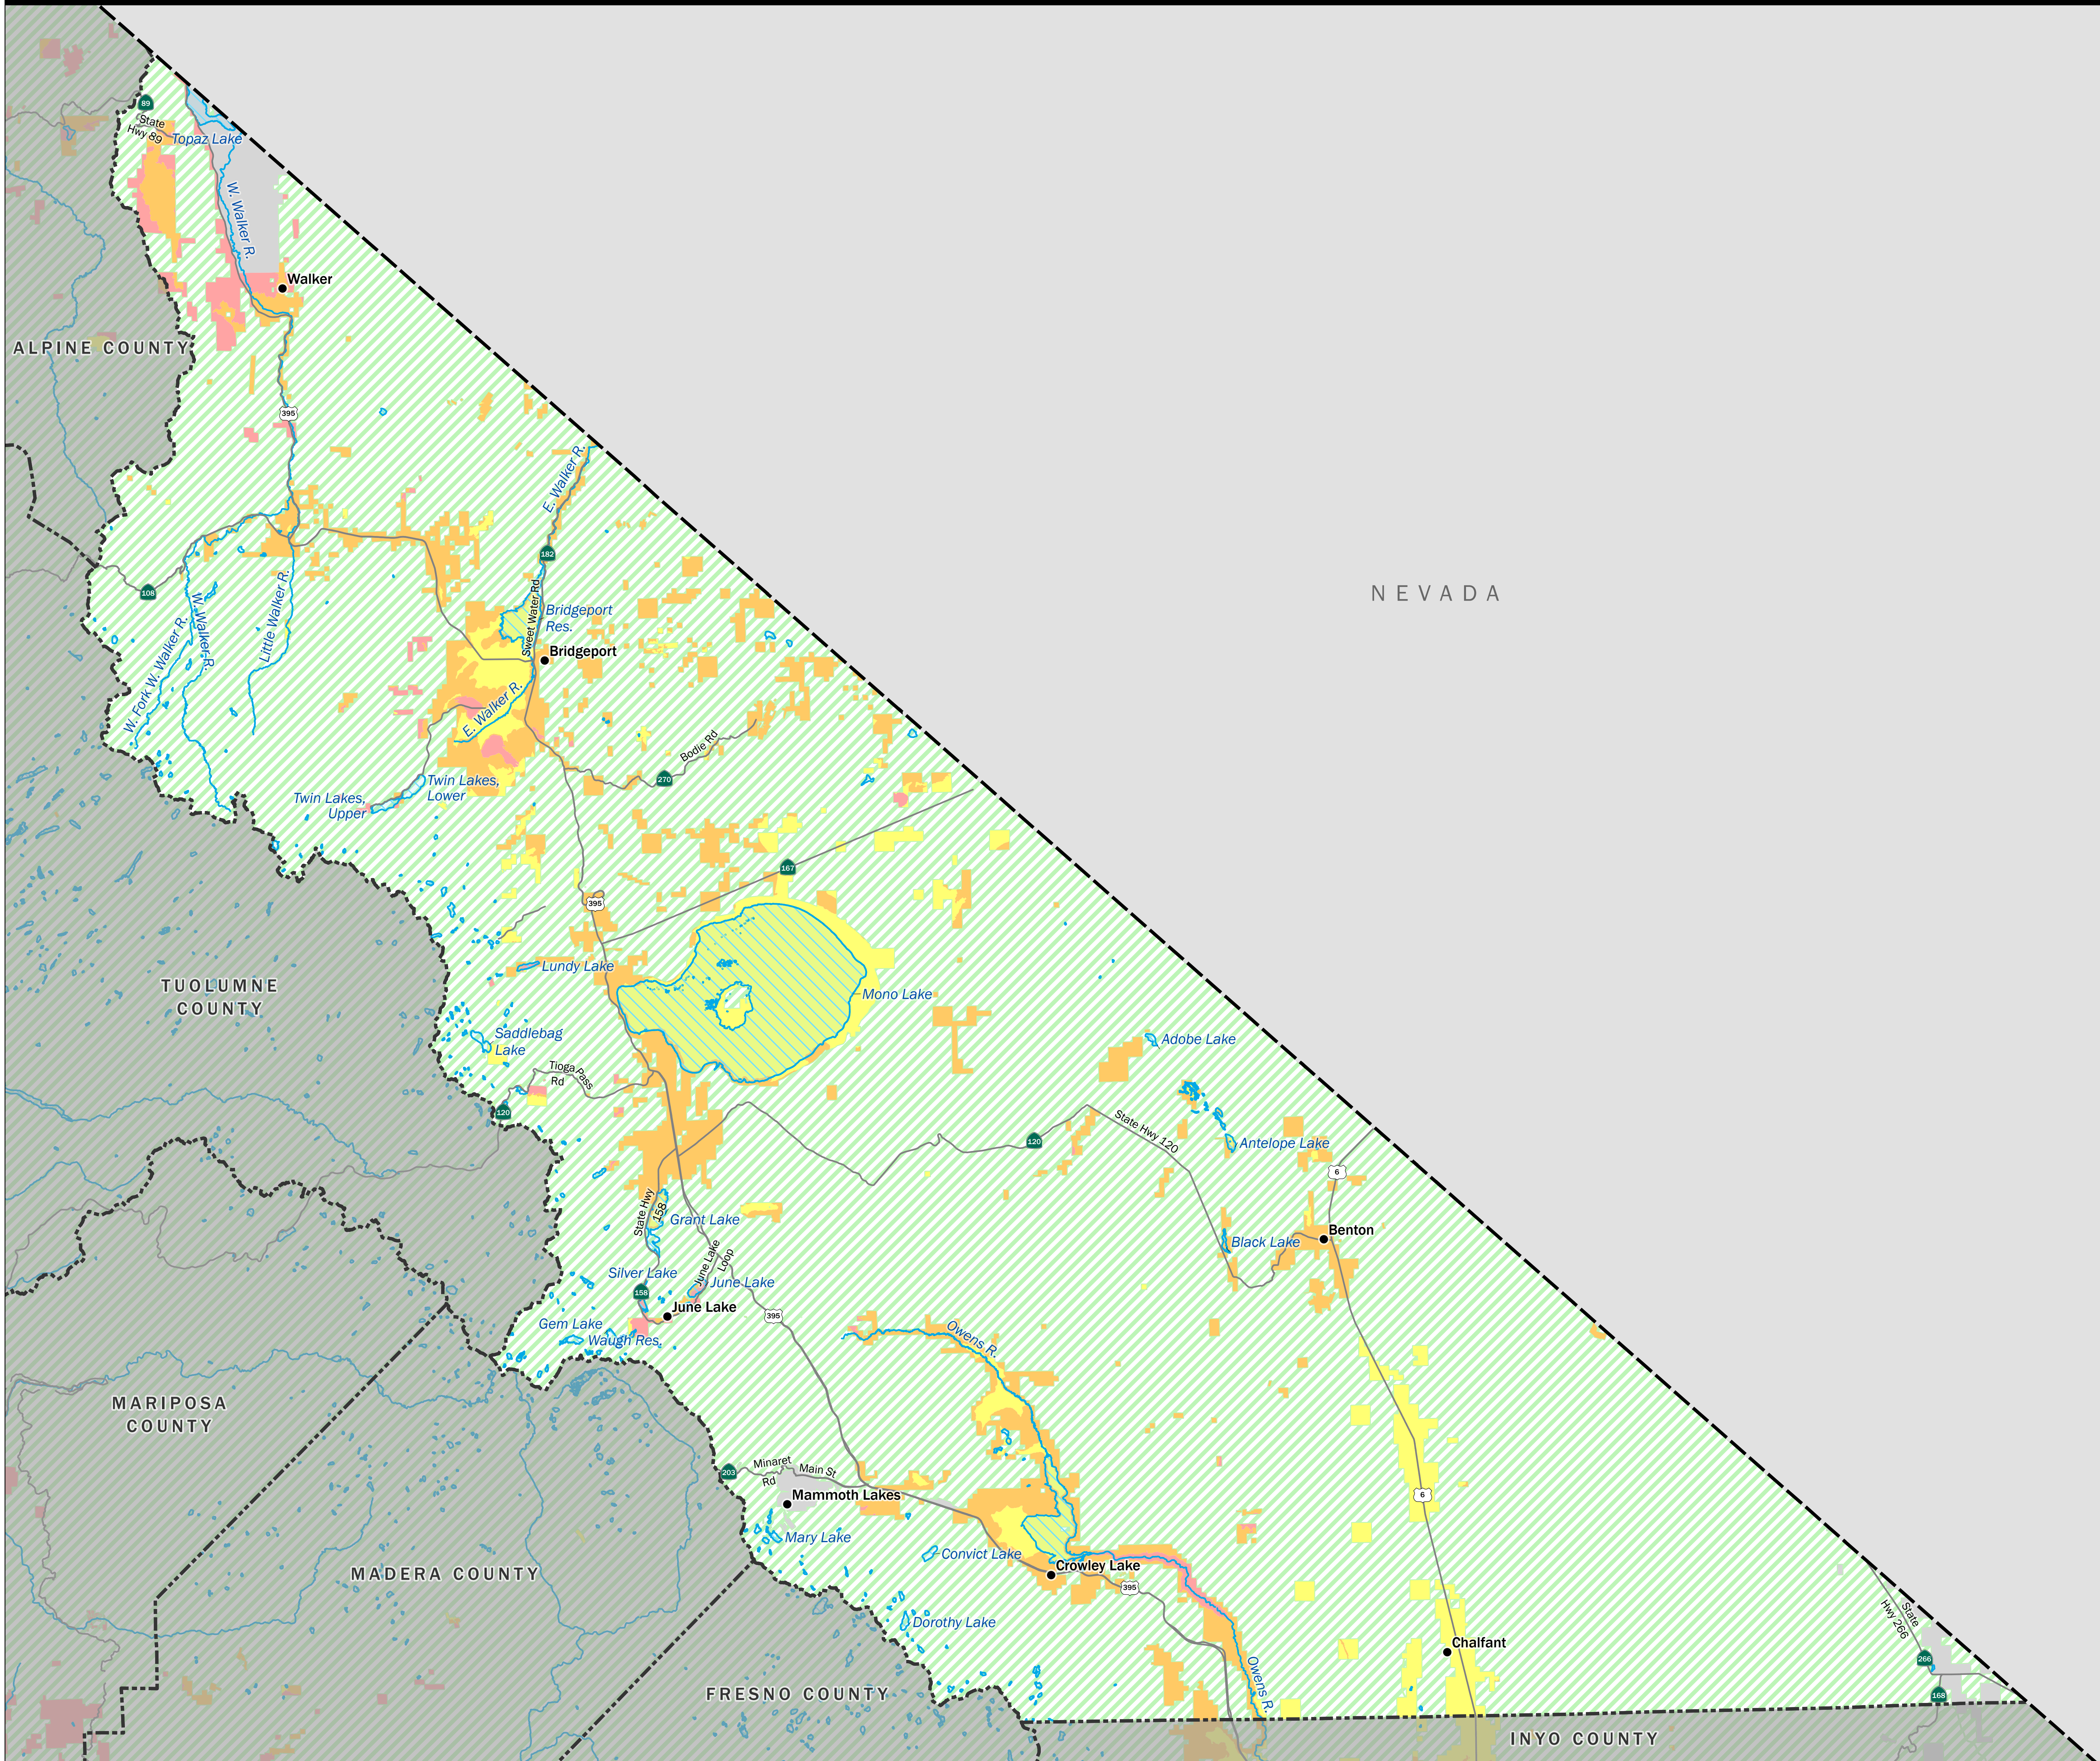 89
State
Hwy 89
Topaz Lake
W. Walker R.
Walker
ALPINE COUNTY
395
E. Walker R.
182
NEVADA
108
Sweet Water Rd
Bridgeport
Res.
Bridgeport
W. Walker R.
Little Walker R.
W. Fork W. Walker R.
E. Walker R.
Bodie Rd
270
Twin Lakes,
Lower
Twin Lakes,
Upper
167
395
Lundy Lake
TUOLUMNE
COUNTY
Mono Lake
Saddlebag
Lake
Adobe Lake
Tioga Pass
Rd
120
120
State Hwy 120
Antelope Lake
6
State Hwy
158
Grant Lake
Benton
Black Lake
June Lake
Loop
Silver Lake
June Lake
158
June Lake
395
Gem Lake
Waugh Res.
Owens R.
MARIPOSA
COUNTY
203
Minaret
Rd
Main St
Mammoth Lakes
6
Mary Lake
Convict Lake
Crowley Lake
MADERA COUNTY
395
Dorothy Lake
State
Hwy 266
Chalfant
266
Owens R.
FRESNO COUNTY
168
INYO COUNTY